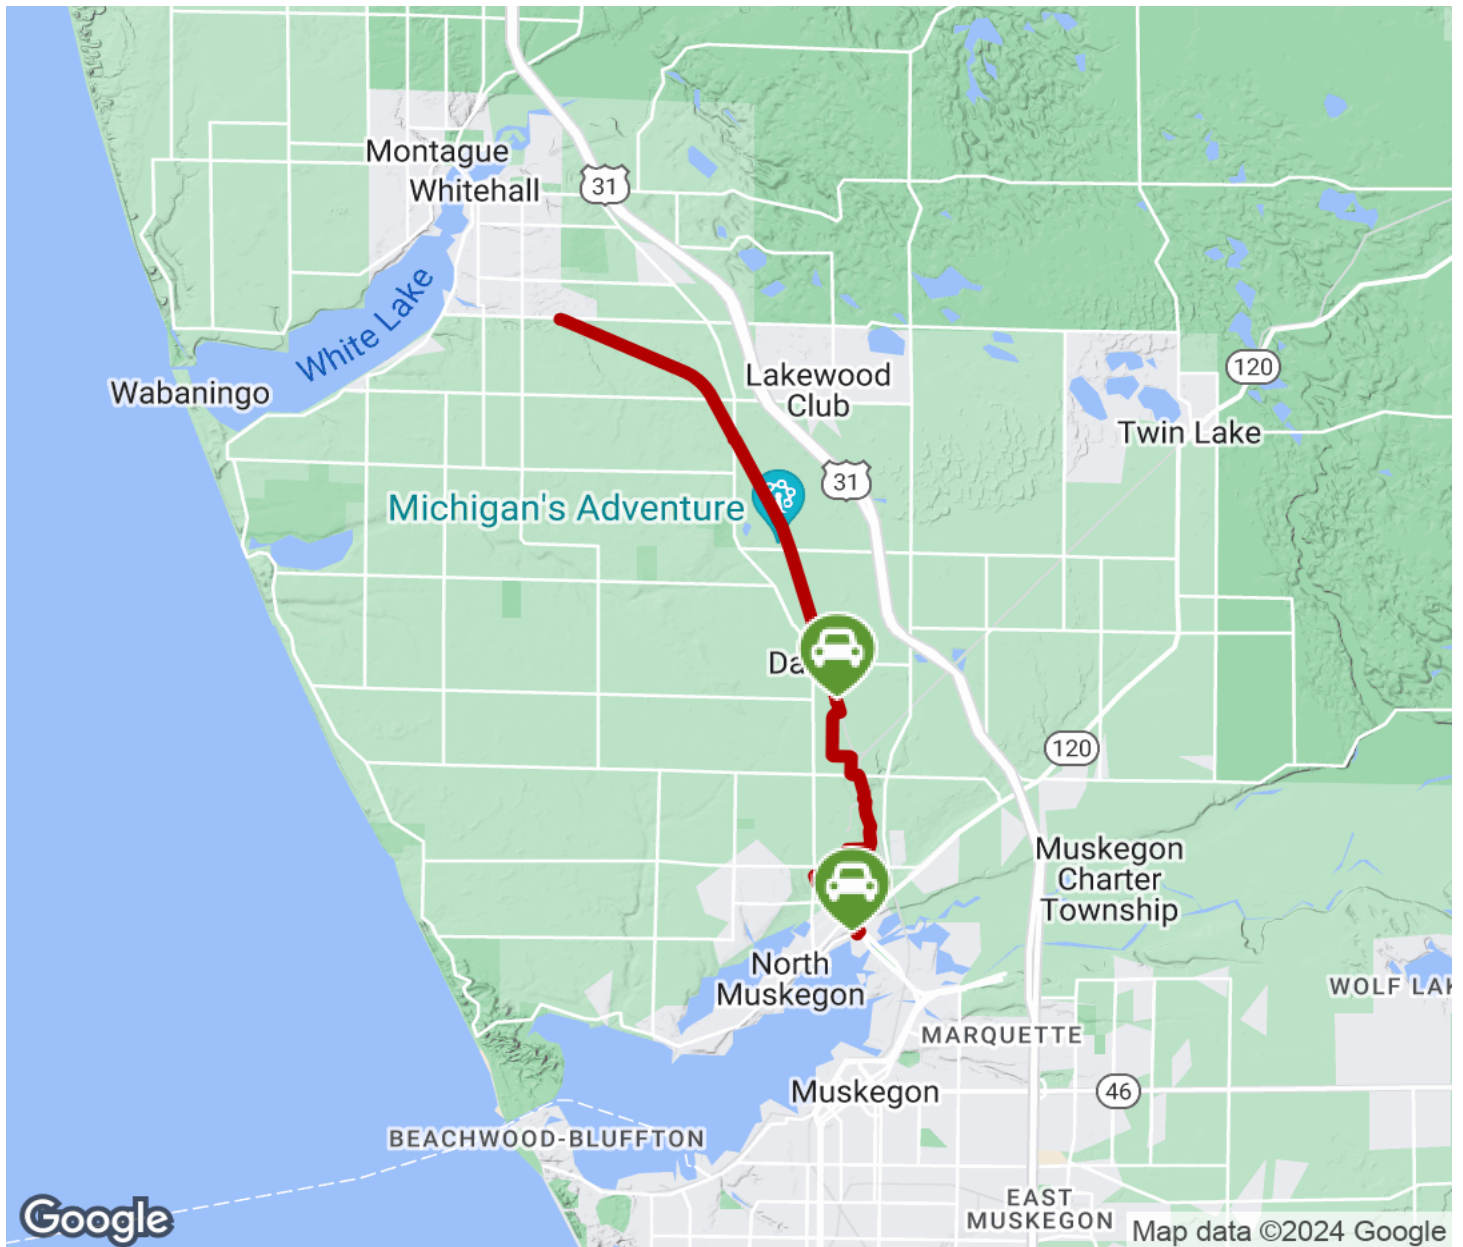 Montague
Whitehall
31
White Lake
Wabaningo
Lakewood
Club
120
Twin Lake
31
Michigan's Adventure
Da
120
Muskegon
Charter
Township
North
Muskegon
WOLF LAK
MARQUETTE
Muskegon
46
BEACHWOOD-BLUFFTON
EAST
MUSKEGON
Google
Map data ©2024 Google